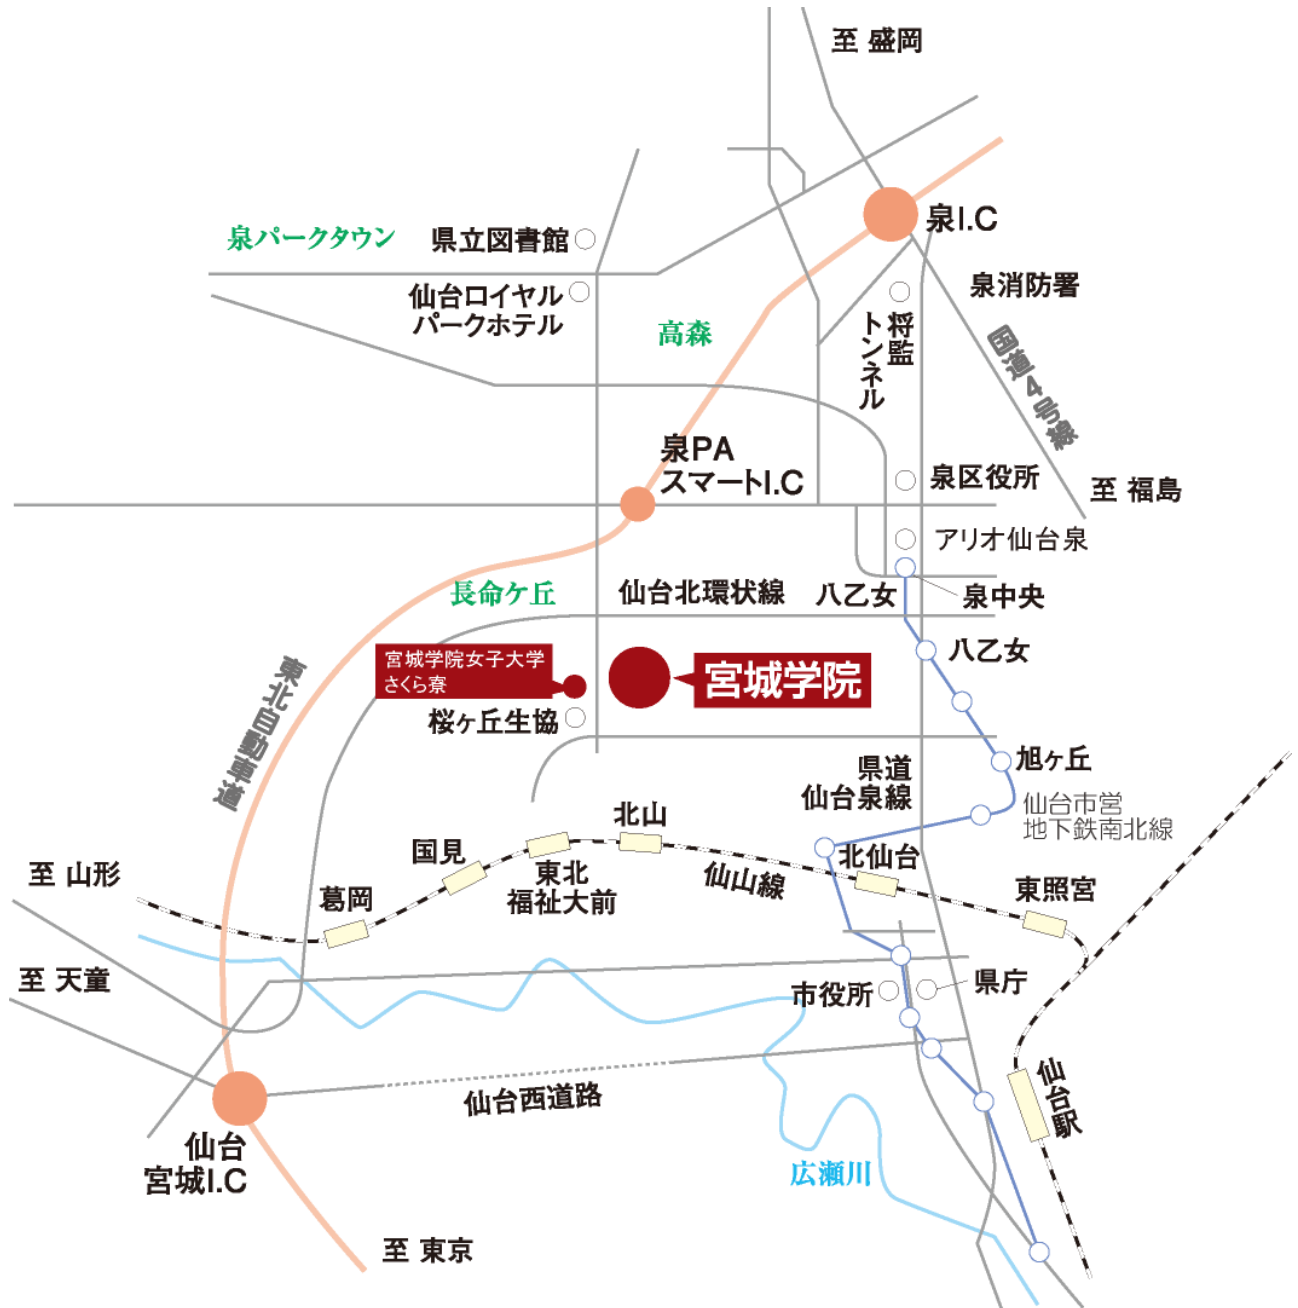 至 盛岡
泉I.C
泉パークタウン
県立図書館
仙台ロイヤル
パークホテル
泉消防署
将監
トンネル
高森
国道4号線
泉PA
スマートI.C
泉区役所
至 福島
アリオ仙台泉
長命ケ丘
仙台北環状線
八乙女
泉中央
八乙女
宮城学院女子大学
さくら寮
宮城学院
桜ヶ丘生協
東北自動車道
県道
仙台泉線
旭ヶ丘
仙台市営
地下鉄南北線
北山
国見
東北
福祉大前
仙山線
北仙台
東照宮
至 山形
葛岡
至 天童
市役所
県庁
仙台西道路
仙台駅
仙台
宮城I.C
広瀬川
至 東京